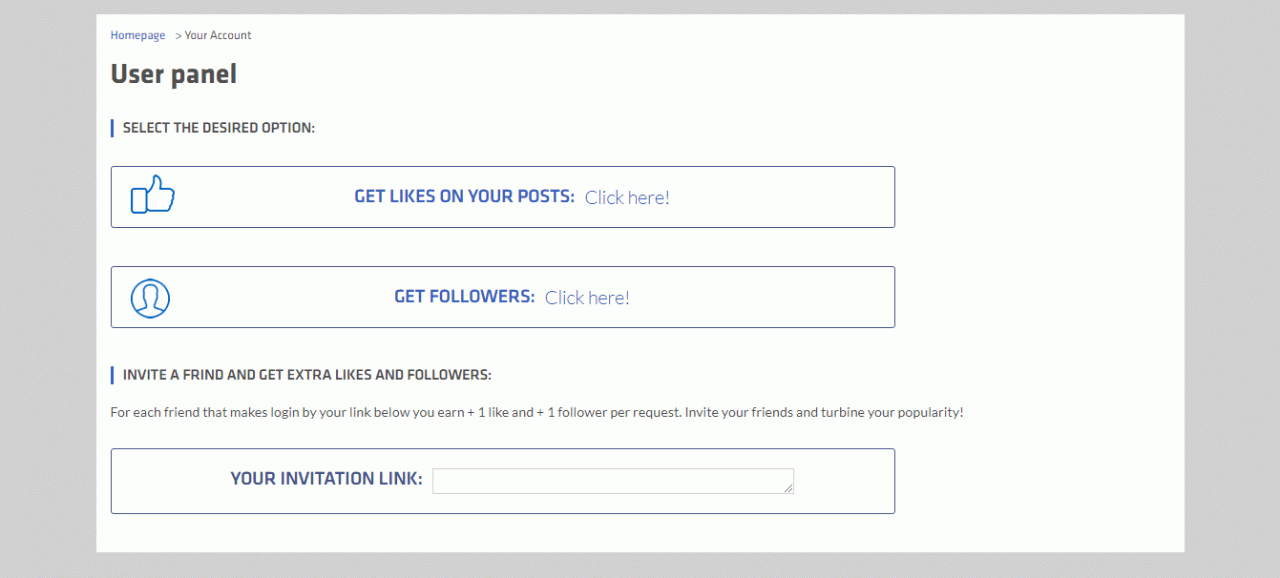 Homepage > Your Account
User panel
SELECT THE DESIRED OPTION:
GET LIKES ON YOUR POSTS: Click here!
GET FOLLOWERS: Click here!
INVITE A FRIND AND GET EXTRA LIKES AND FOLLOWERS:
For each friend that makes login by your link below you earn + 1 like and + 1 follower per request. Invite your friends and turbine your popularity!
YOUR INVITATION LINK: